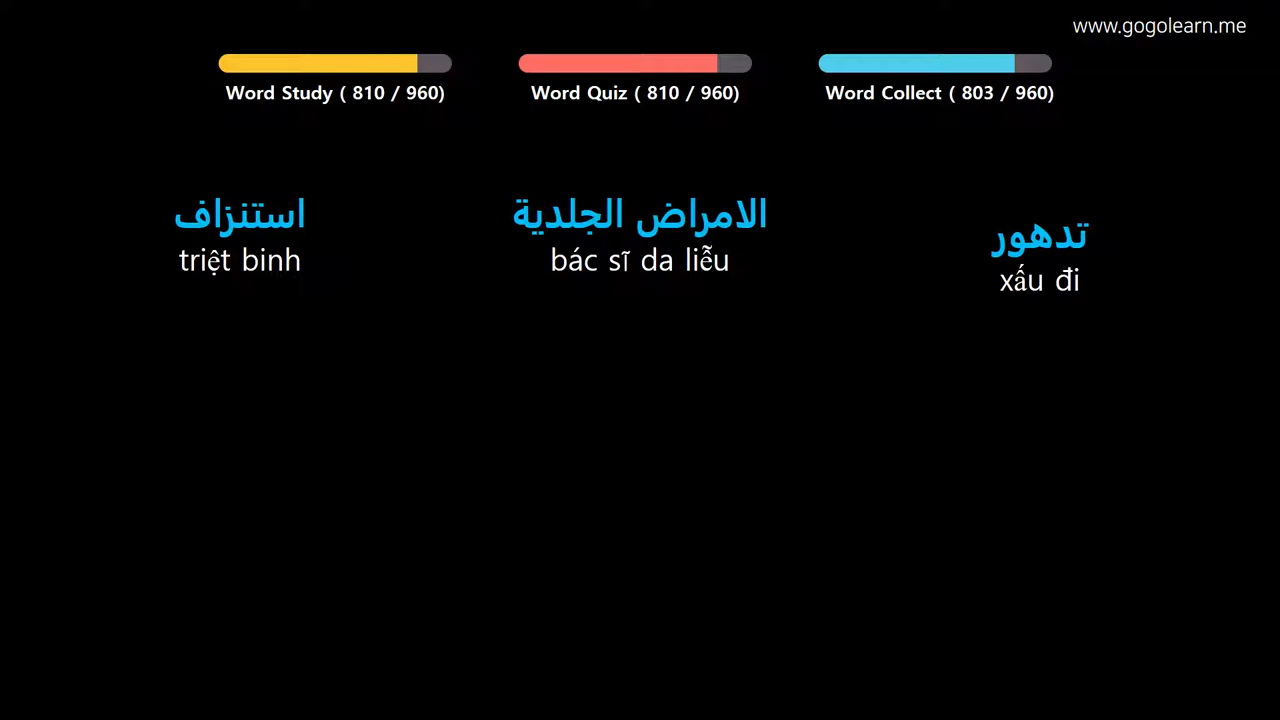 www.gogolearn.me
Word Study ( 810 / 960)
Word Quiz ( 810 / 960)
Word Collect ( 803 / 960)
استنزاف
triệt binh
الامراض الجلدية
bác sĩ da liễu
تدهور
xấu đi